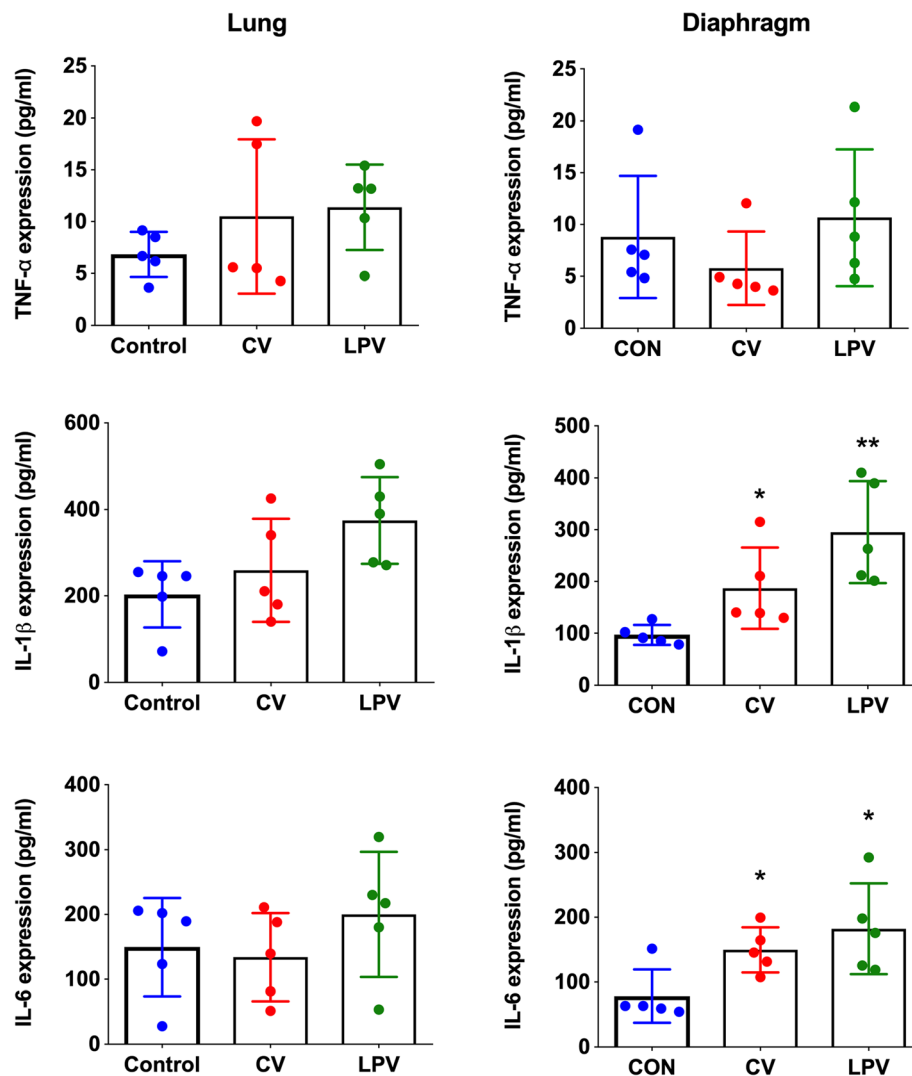 Lung
Diaphragm
TNF-α expression (pg/ml)
25
20
15
10
5
0
Control CV LPV
TNF-α expression (pg/ml)
25
20
15
10
5
0
CON CV LPV
IL-1β expression (pg/ml)
600
400
200
0
Control CV LPV
IL-1β expression (pg/ml)
500
400
300
200
100
0
*
**
CON CV LPV
IL-6 expression (pg/ml)
400
300
200
100
0
Control CV LPV
IL-6 expression (pg/ml)
400
300
200
100
0
*
*
CON CV LPV